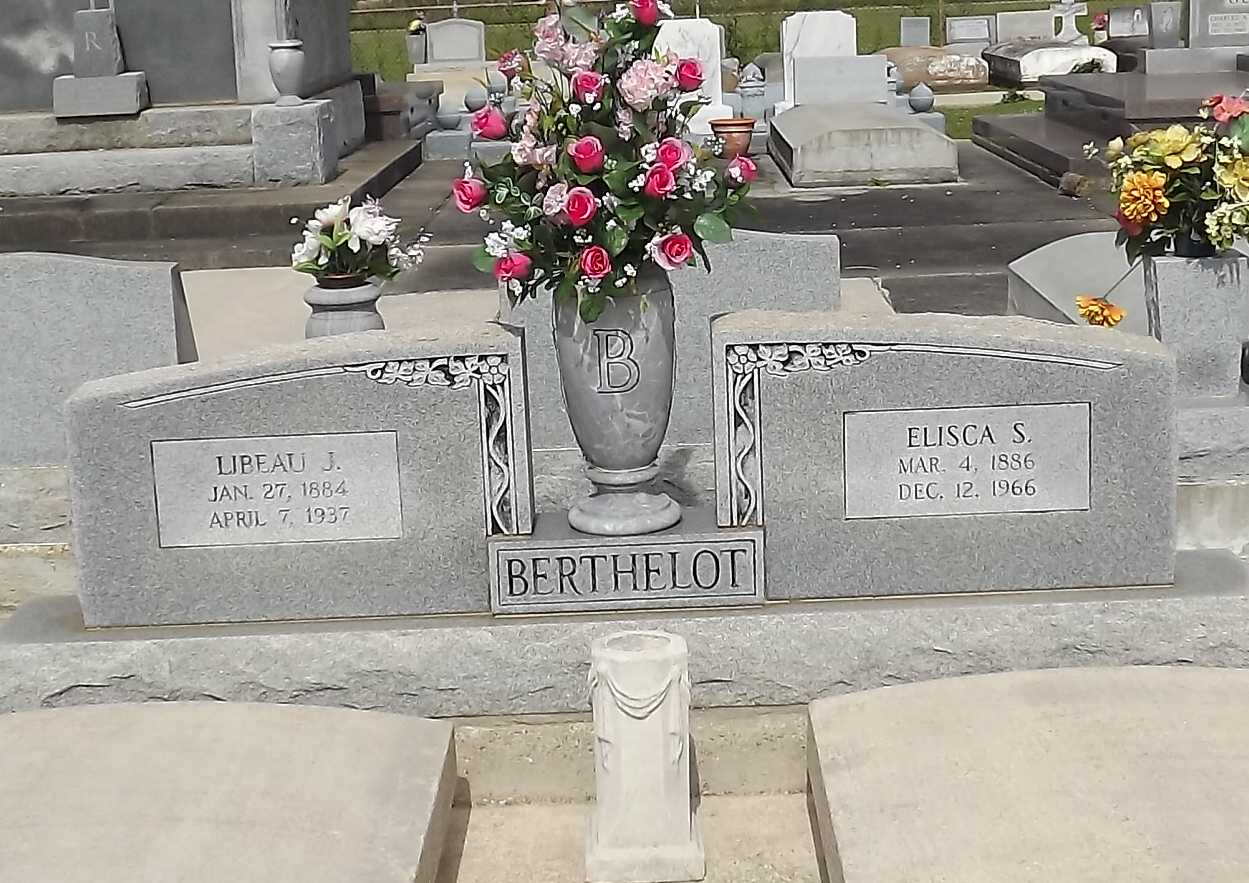 R
B
LIBEAU J.
JAN. 27, 1884
APRIL 7, 1937
ELISCA S.
MAR. 4, 1886
DEC. 12, 1966
BERTHELOT